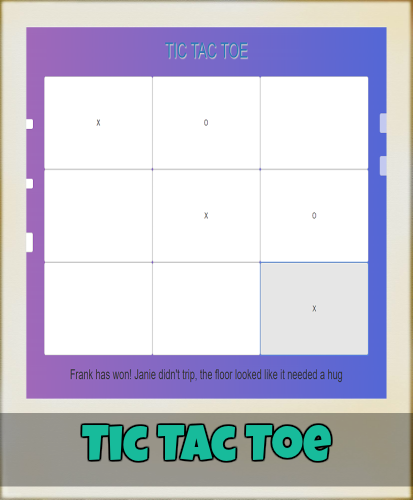 TIC TAC TOE
X O
X O
X
Frank has won! Janie didn't trip, the floor looked like it needed a hug
Tic Tac Toe